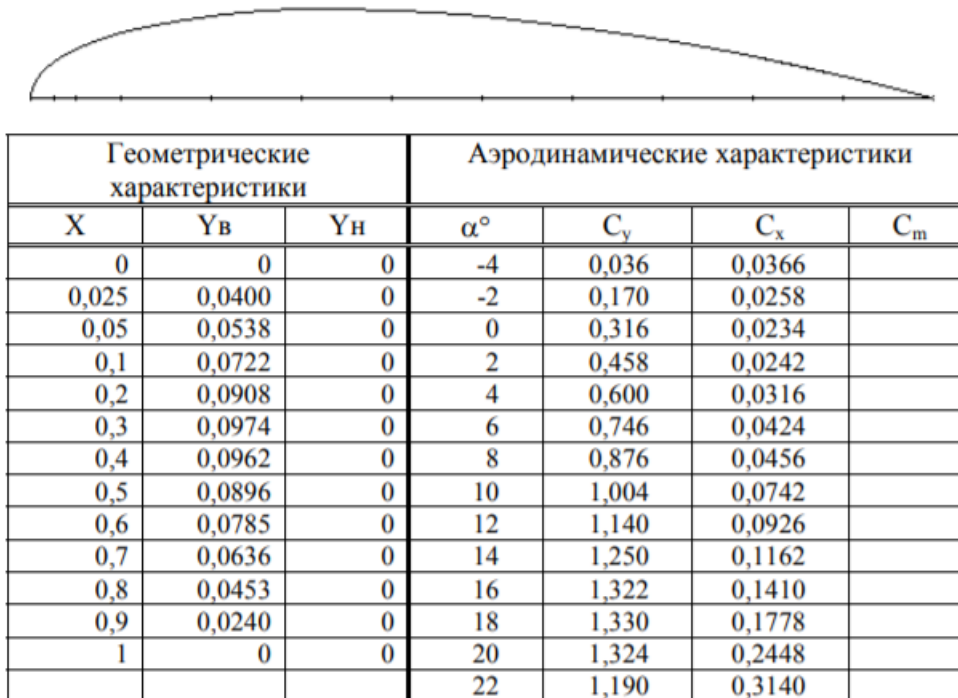 Геометрические характеристики Аэродинамические характеристики
X Yв Yн α° Cy Cx Cm
0 0 0 -4 0,036 0,0366
0,025 0,0400 0 -2 0,170 0,0258
0,05 0,0538 0 0 0,316 0,0234
0,1 0,0722 0 2 0,458 0,0242
0,2 0,0908 0 4 0,600 0,0316
0,3 0,0974 0 6 0,746 0,0424
0,4 0,0962 0 8 0,876 0,0456
0,5 0,0896 0 10 1,004 0,0742
0,6 0,0785 0 12 1,140 0,0926
0,7 0,0636 0 14 1,250 0,1162
0,8 0,0453 0 16 1,322 0,1410
0,9 0,0240 0 18 1,330 0,1778
1 0 0 20 1,324 0,2448
22 1,190 0,3140